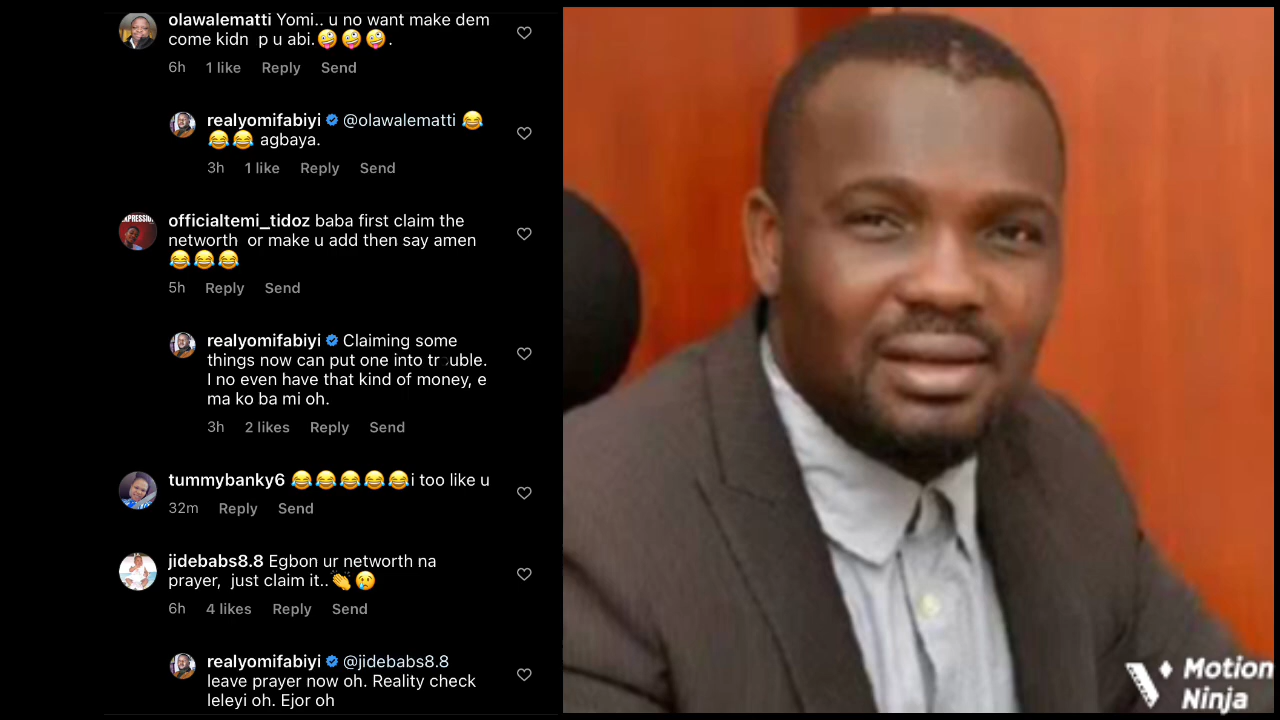 olawalematti Yomi.. u no want make dem
come kidn p u abi.🤪🤪🤪.
6h 1 like Reply Send
realyomifabiyi @olawalematti 😂
😂😂 agbaya.
3h 1 like Reply Send
officialtemi_tidoz baba first claim the
networth or make u add then say amen
😂😂😂
5h Reply Send
realyomifabiyi Claiming some
things now can put one into tr uble.
I no even have that kind of money, e
ma ko ba mi oh.
3h 2 likes Reply Send
tummybanky6 😂😂😂😂😂i too like u
32m Reply Send
jidebabs8.8 Egbon ur networth na
prayer, just claim it..👏😢
6h 4 likes Reply Send
realyomifabiyi @jidebabs8.8
leave prayer now oh. Reality check
leleyi oh. Ejor oh
Motion
Ninja